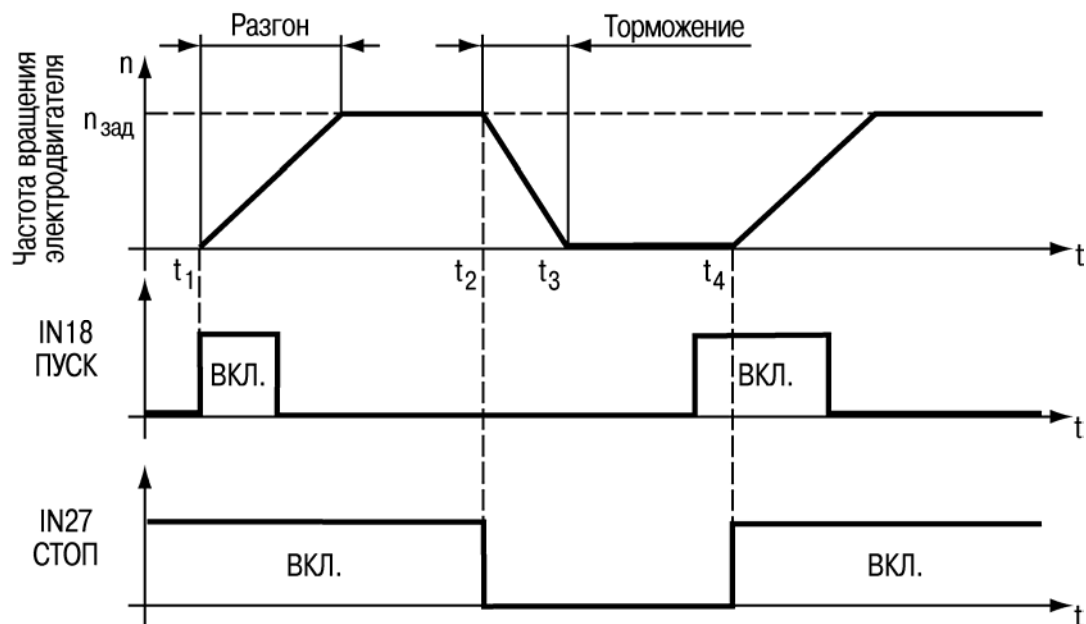 Разгон
Торможение
Частота вращения
электродвигателя
n
nзад
t1
t2
t3
t4
t
IN18
ПУСК
ВКЛ.
ВКЛ.
t
IN27
СТОП
ВКЛ.
ВКЛ.
t